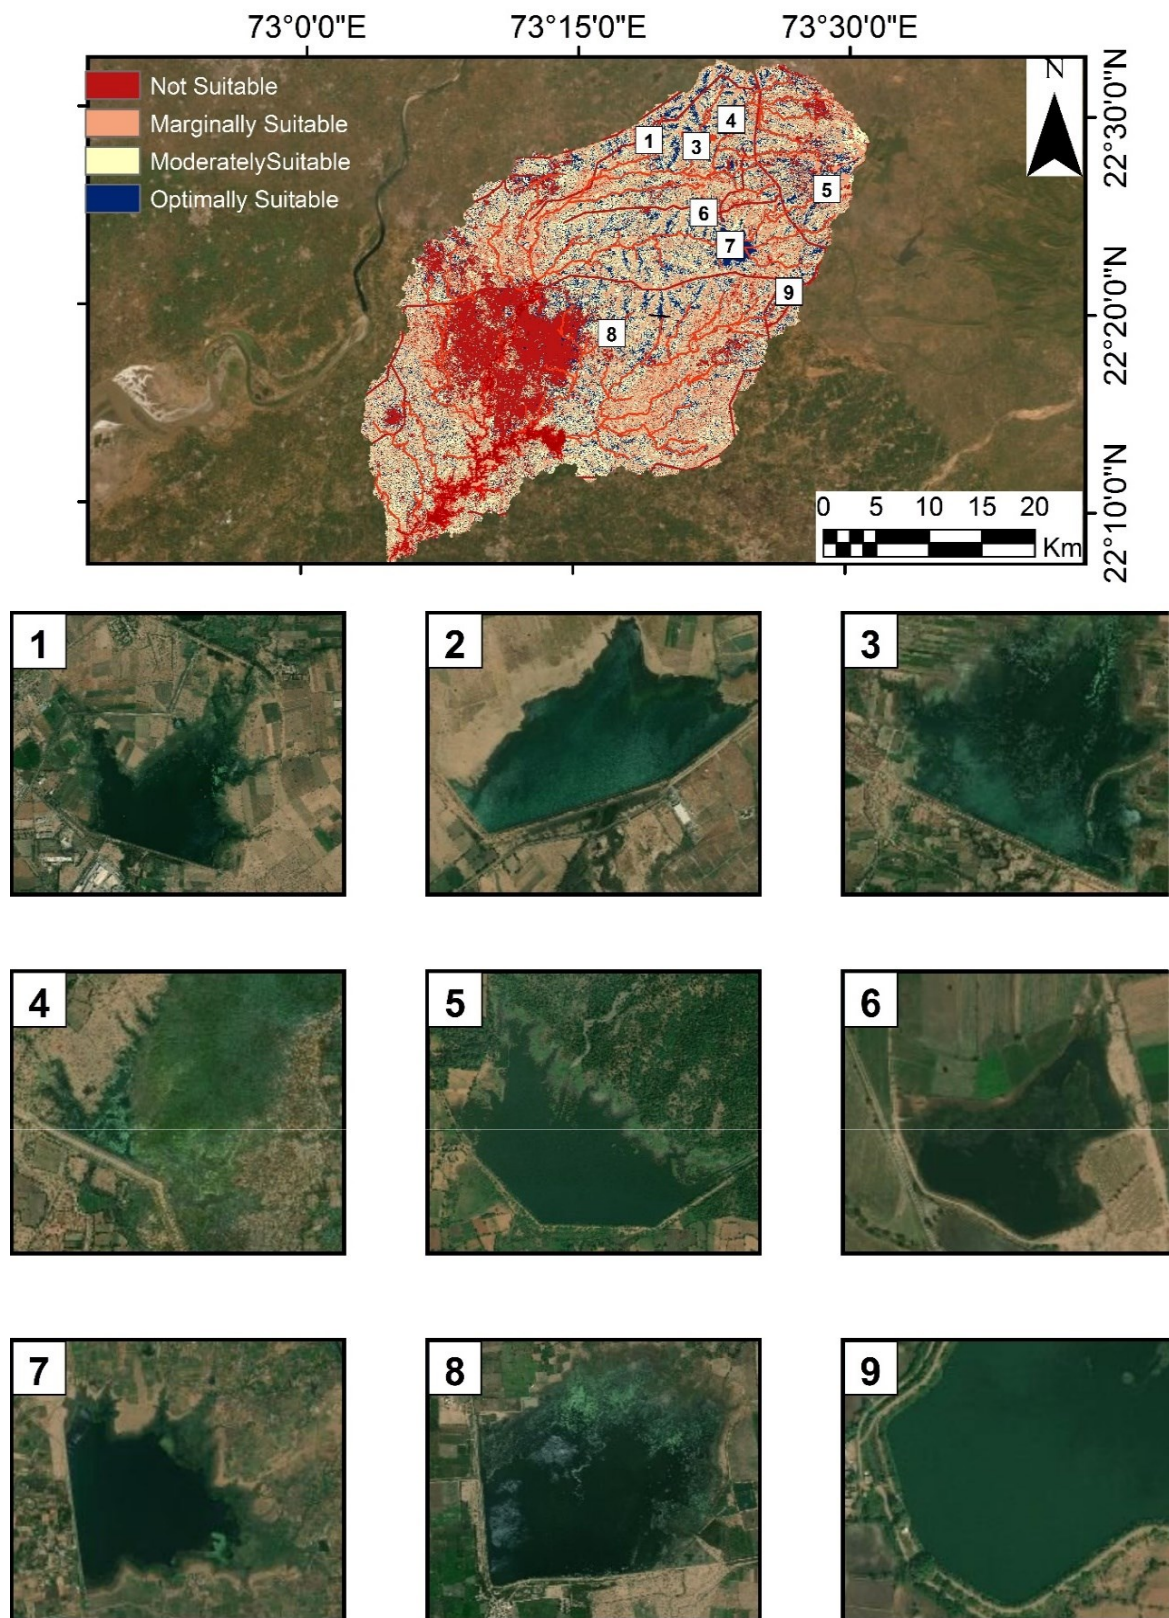 73°0'0"E 73°15'0"E 73°30'0"E
Not Suitable
Marginally Suitable
ModeratelySuitable
Optimally Suitable
N
22°30'0"N
22°20'0"N
22°10'0"N
1
3
4
5
6
7
8
9
0 5 10 15 20
Km
1
2
3
4
5
6
7
8
9